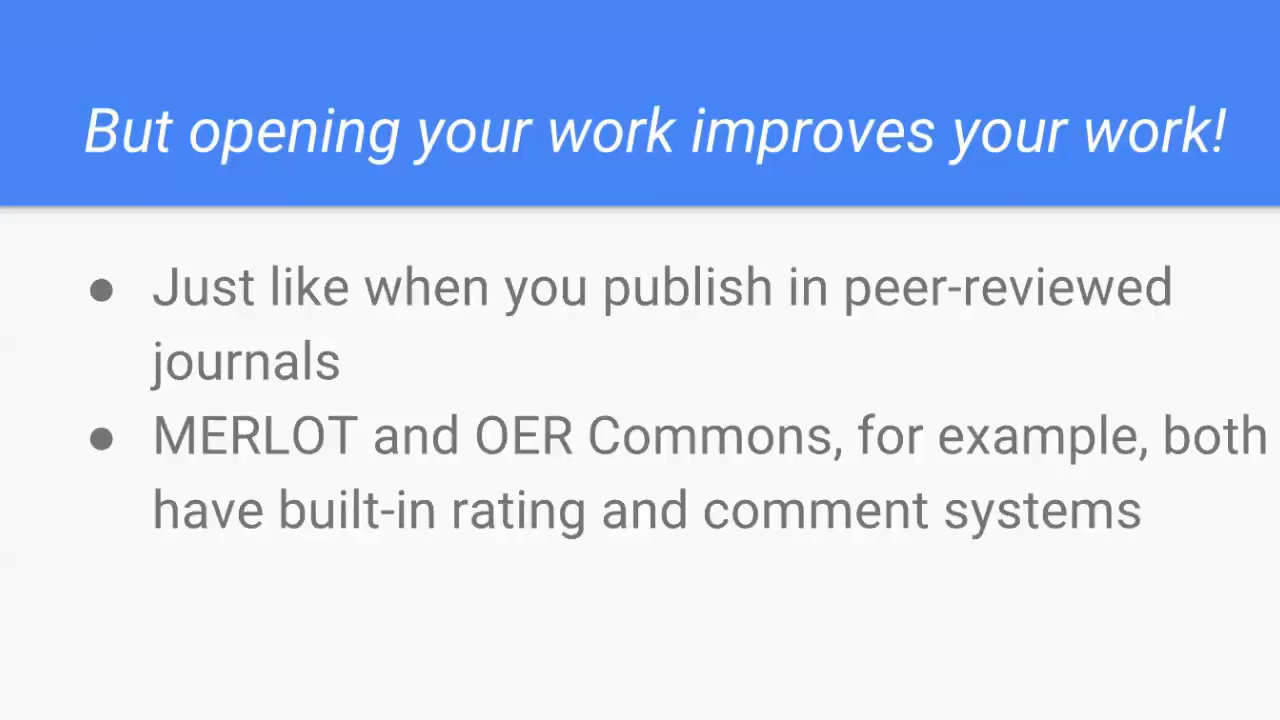 But opening your work improves your work!
● Just like when you publish in peer-reviewed
journals
● MERLOT and OER Commons, for example, both
have built-in rating and comment systems